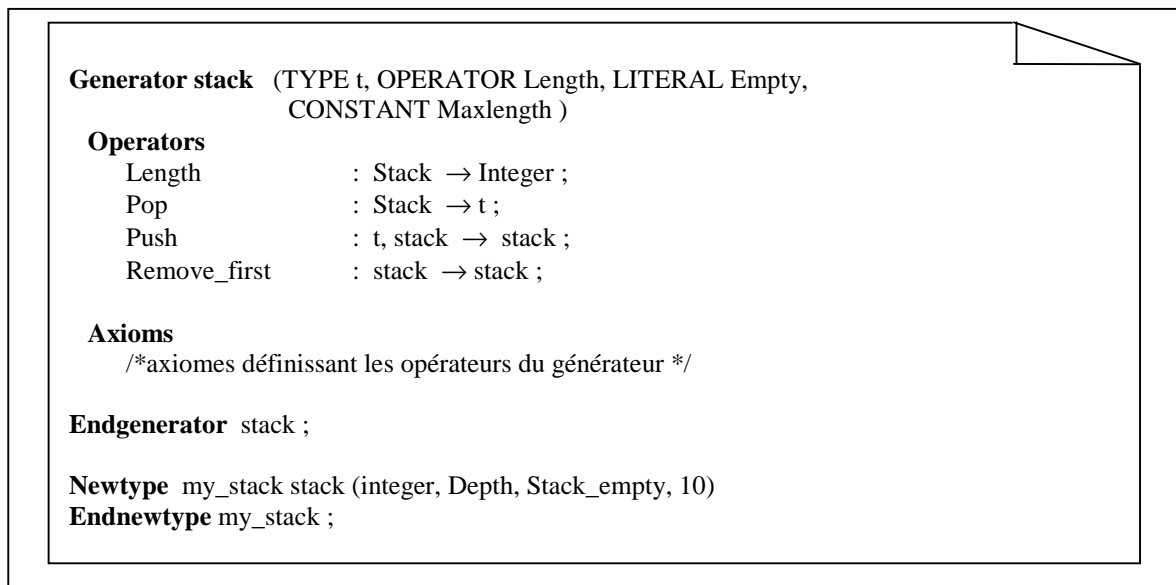 Generator stack (TYPE t, OPERATOR Length, LITERAL Empty,
CONSTANT Maxlength )
Operators
Length : Stack → Integer ;
Pop : Stack → t ;
Push : t, stack → stack ;
Remove_first : stack → stack ;
Axioms
/*axiomes définissant les opérateurs du générateur */
Endgenerator stack ;
Newtype my_stack stack (integer, Depth, Stack_empty, 10)
Endnewtype my_stack ;